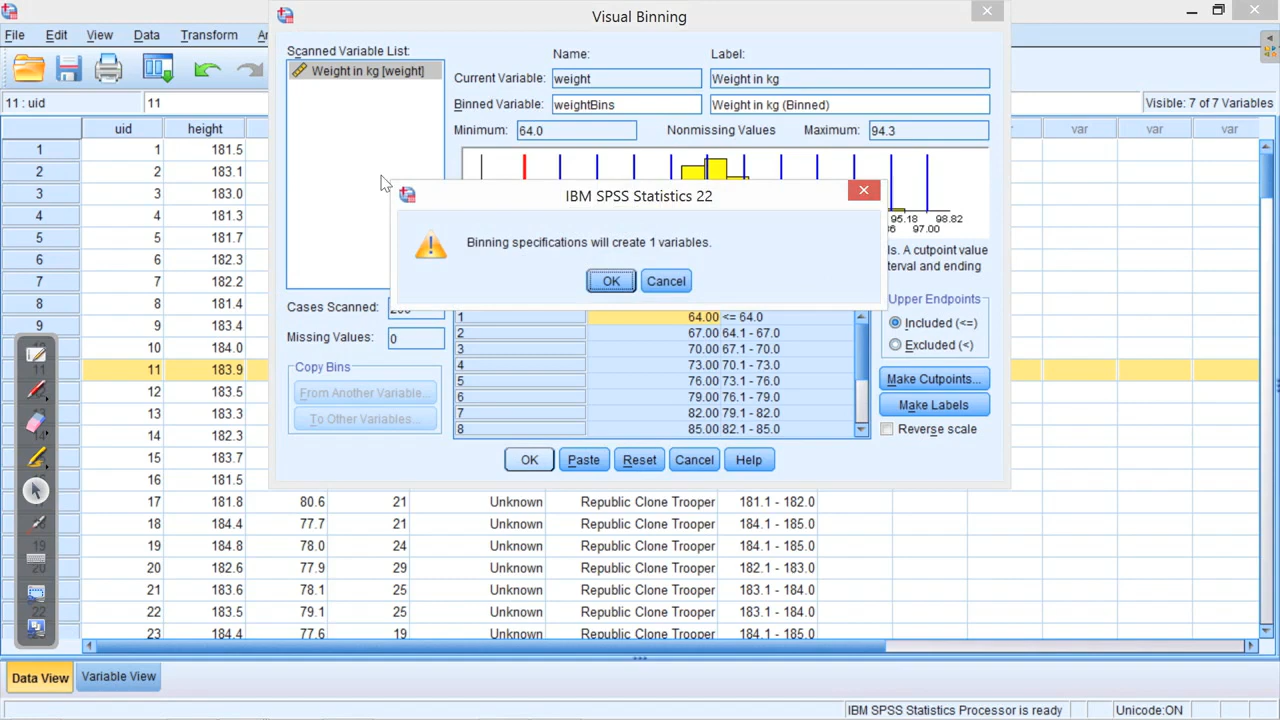 Visual Binning
File Edit View Data Transform
Scanned Variable List:
Weight in kg [weight]
Name: Label:
Current Variable: weight Weight in kg
Binned Variable: weightBins Weight in kg (Binned)
Minimum: 64.0 Nonmissing Values Maximum: 94.3
11 : uid 11 Visible: 7 of 7 Variables
uid height var var var
1 1 181.5
2 2 183.1
3 3 183.0
4 4 181.3
5 5 181.7
6 6 182.3
7 7 182.2
8 8 181.4
9 9 183.4
10 184.0
11 11 183.9
12 183.5
13 183.3
14 14 182.3
15 183.7
16 181.5
17 181.8 80.6 21 Unknown Republic Clone Trooper 181.1 - 182.0
18 184.4 77.7 21 Unknown Republic Clone Trooper 184.1 - 185.0
19 19 184.8 78.0 24 Unknown Republic Clone Trooper 184.1 - 185.0
20 182.6 77.9 29 Unknown Republic Clone Trooper 182.1 - 183.0
21 183.6 78.1 25 Unknown Republic Clone Trooper 183.1 - 184.0
22 22 183.5 79.1 25 Unknown Republic Clone Trooper 183.1 - 184.0
23 184.4 77.6 19 Unknown Republic Clone Trooper 184.1 - 185.0
IBM SPSS Statistics 22
Binning specifications will create 1 variables.
OK Cancel
95.18 98.82
97.00
ls. A cutpoint value
terval and ending
Cases Scanned:
Missing Values: 0
Copy Bins
From Another Variable...
To Other Variables...
1 64.00 <= 64.0
2 67.00 64.1 - 67.0
3 70.00 67.1 - 70.0
4 73.00 70.1 - 73.0
5 76.00 73.1 - 76.0
6 79.00 76.1 - 79.0
7 82.00 79.1 - 82.0
8 85.00 82.1 - 85.0
Upper Endpoints
Included (<=)
Excluded (<)
Make Cutpoints...
Make Labels
Reverse scale
OK Paste Reset Cancel Help
Data View Variable View
IBM SPSS Statistics Processor is ready Unicode:ON